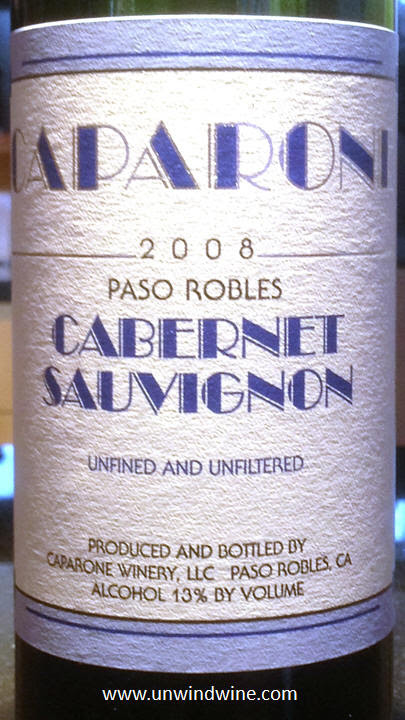 CAPARONE
2008
PASO ROBLES
CABERNET
SAUVIGNON
UNFINED AND UNFILTERED
PRODUCED AND BOTTLED BY
CAPARONE WINERY, LLC PASO ROBLES, CA
ALCOHOL 13% BY VOLUME
www.unwindwine.com